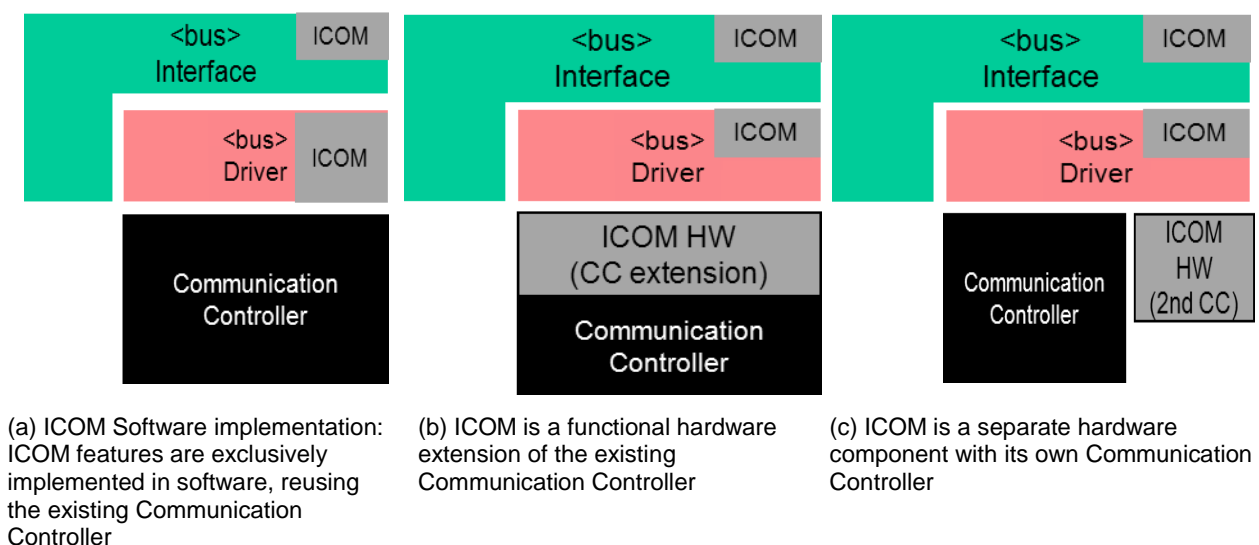 <bus>
Interface
ICOM
<bus>
Driver
ICOM
Communication
Controller
(a) ICOM Software implementation:
ICOM features are exclusively
implemented in software, reusing
the existing Communication
Controller
<bus>
Interface
ICOM
<bus>
Driver
ICOM
ICOM HW
(CC extension)
Communication
Controller
(b) ICOM is a functional hardware
extension of the existing
Communication Controller
<bus>
Interface
ICOM
<bus>
Driver
ICOM
Communication
Controller
ICOM
HW
(2nd CC)
(c) ICOM is a separate hardware
component with its own Communication
Controller